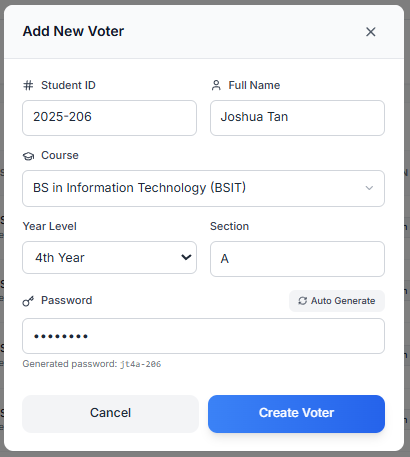 Add New Voter
Student ID
Full Name
2025-206
Joshua Tan
Course
BS in Information Technology (BSIT)
Year Level
Section
4th Year
A
Password
Auto Generate
••••••••
Generated password: jt4a-206
Cancel
Create Voter